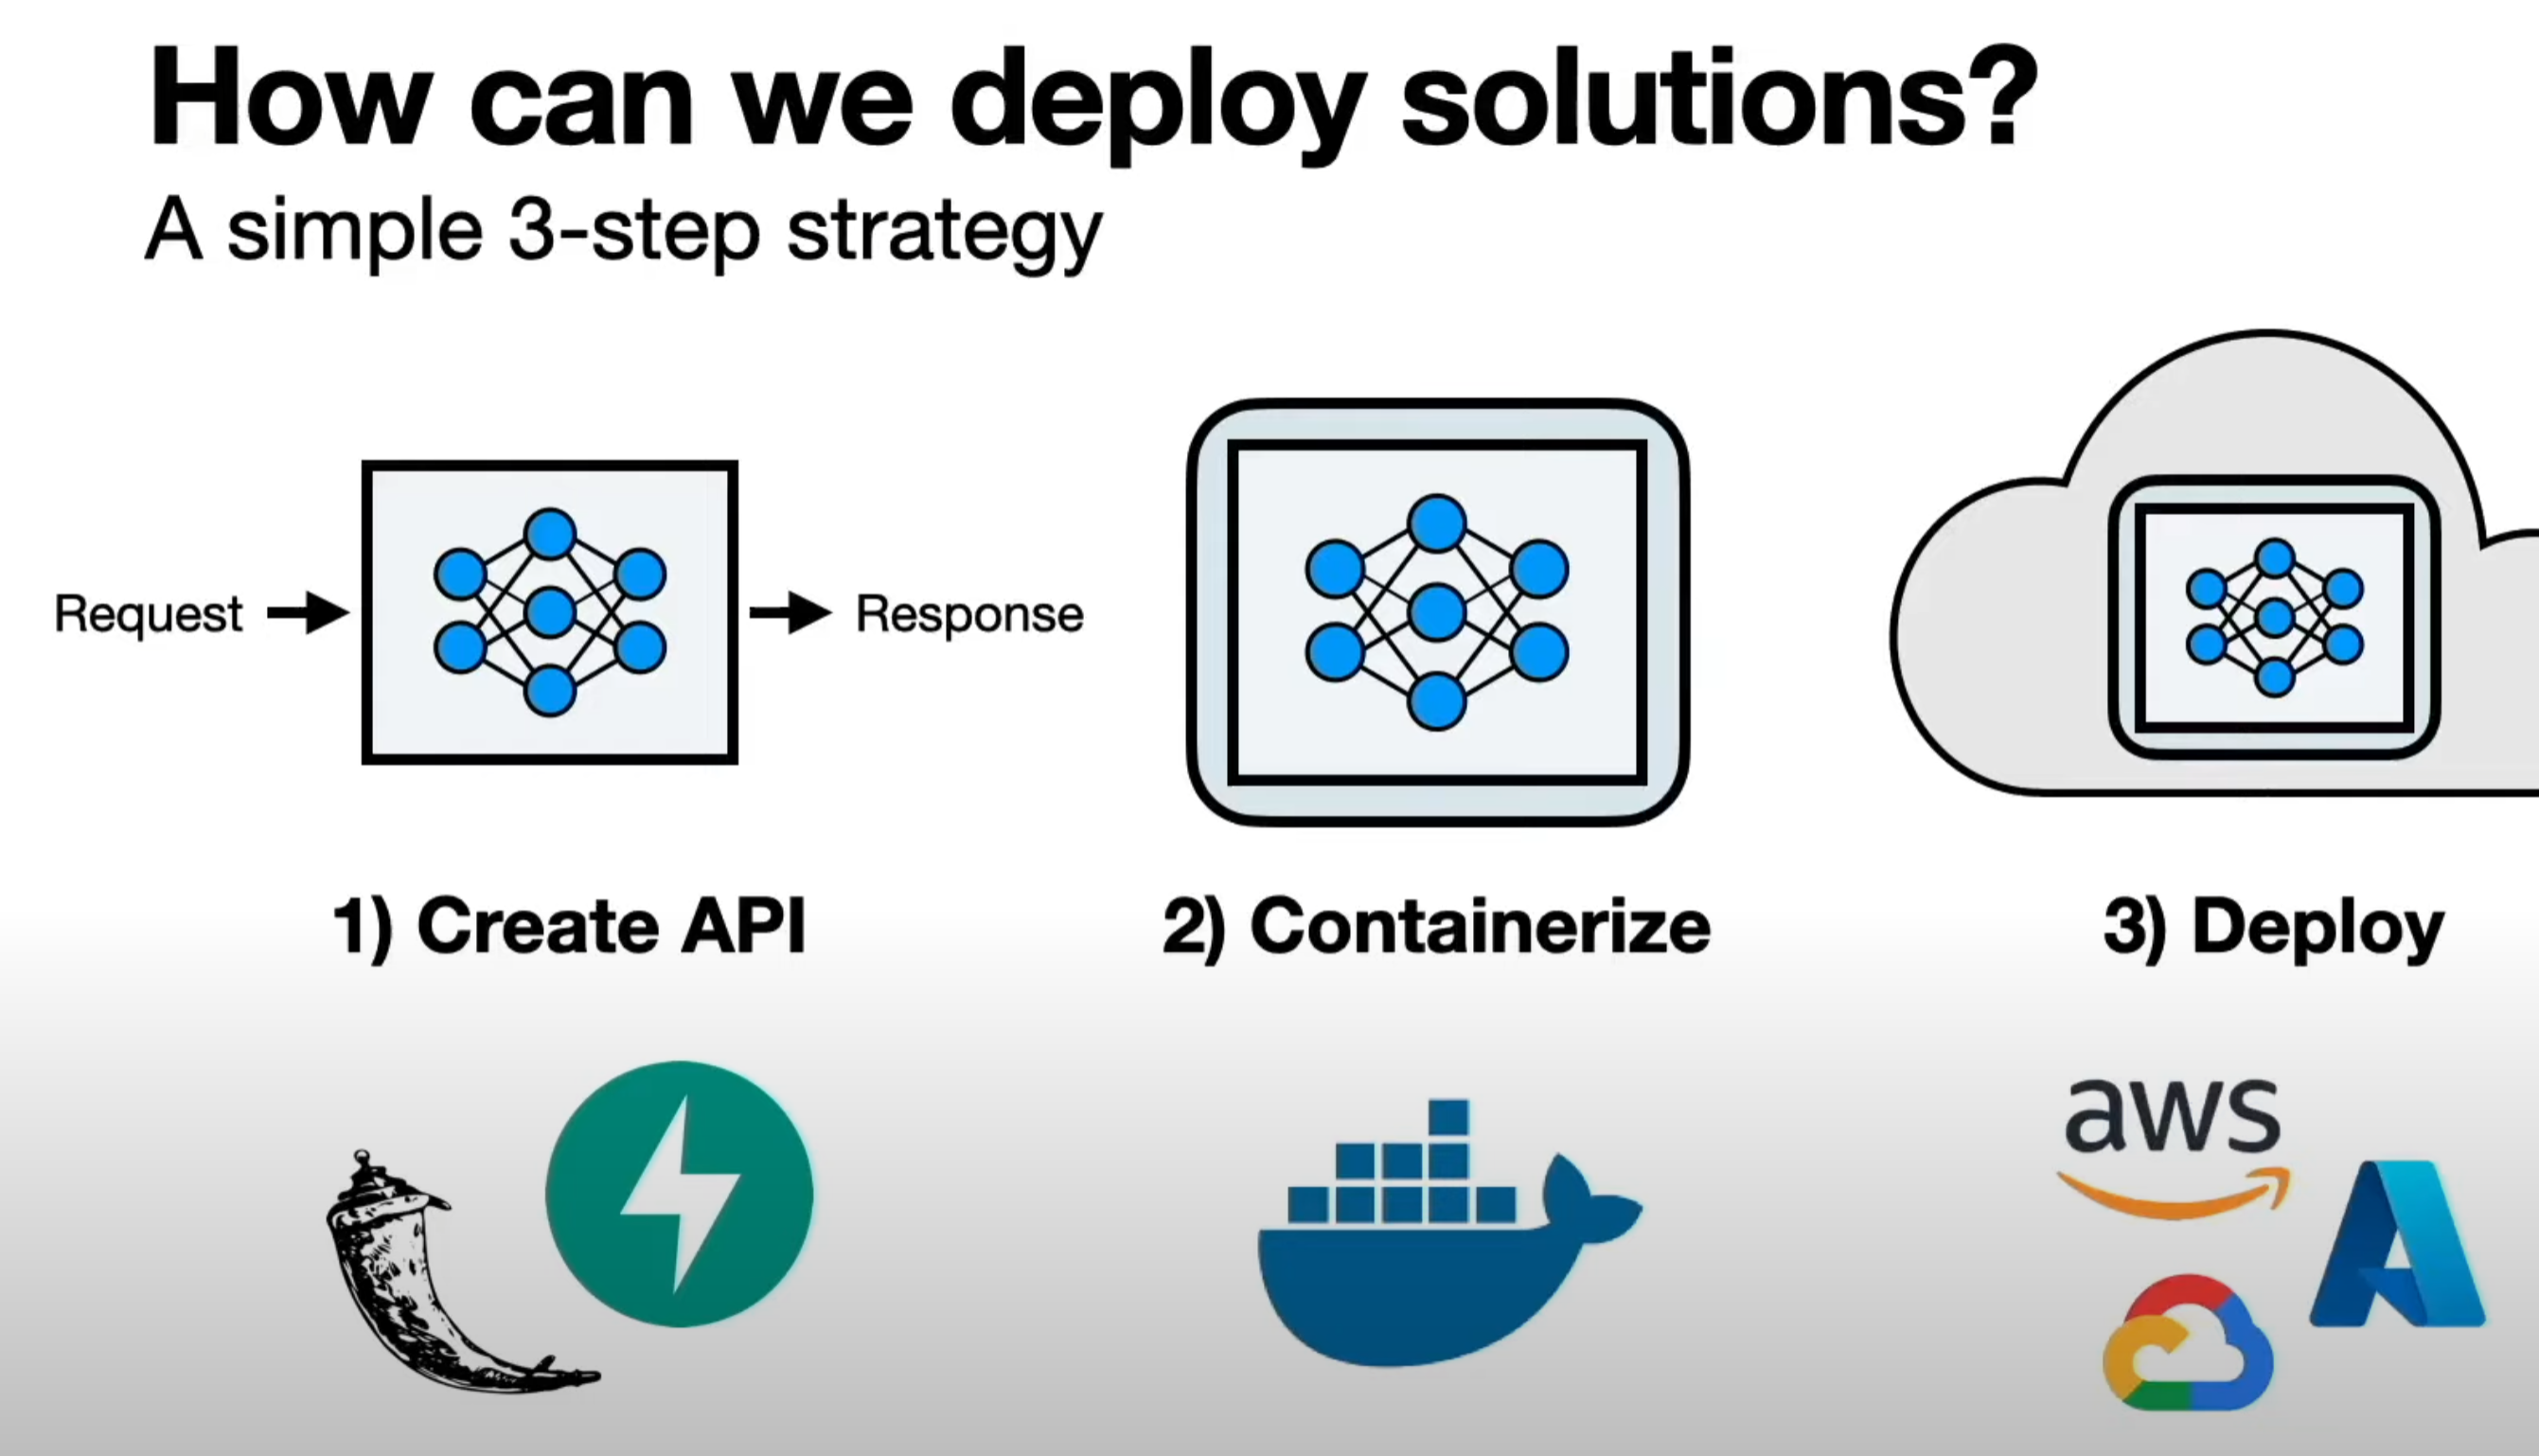 How can we deploy solutions?
A simple 3-step strategy
Request
Response
1) Create API
2) Containerize
3) Deploy
aws